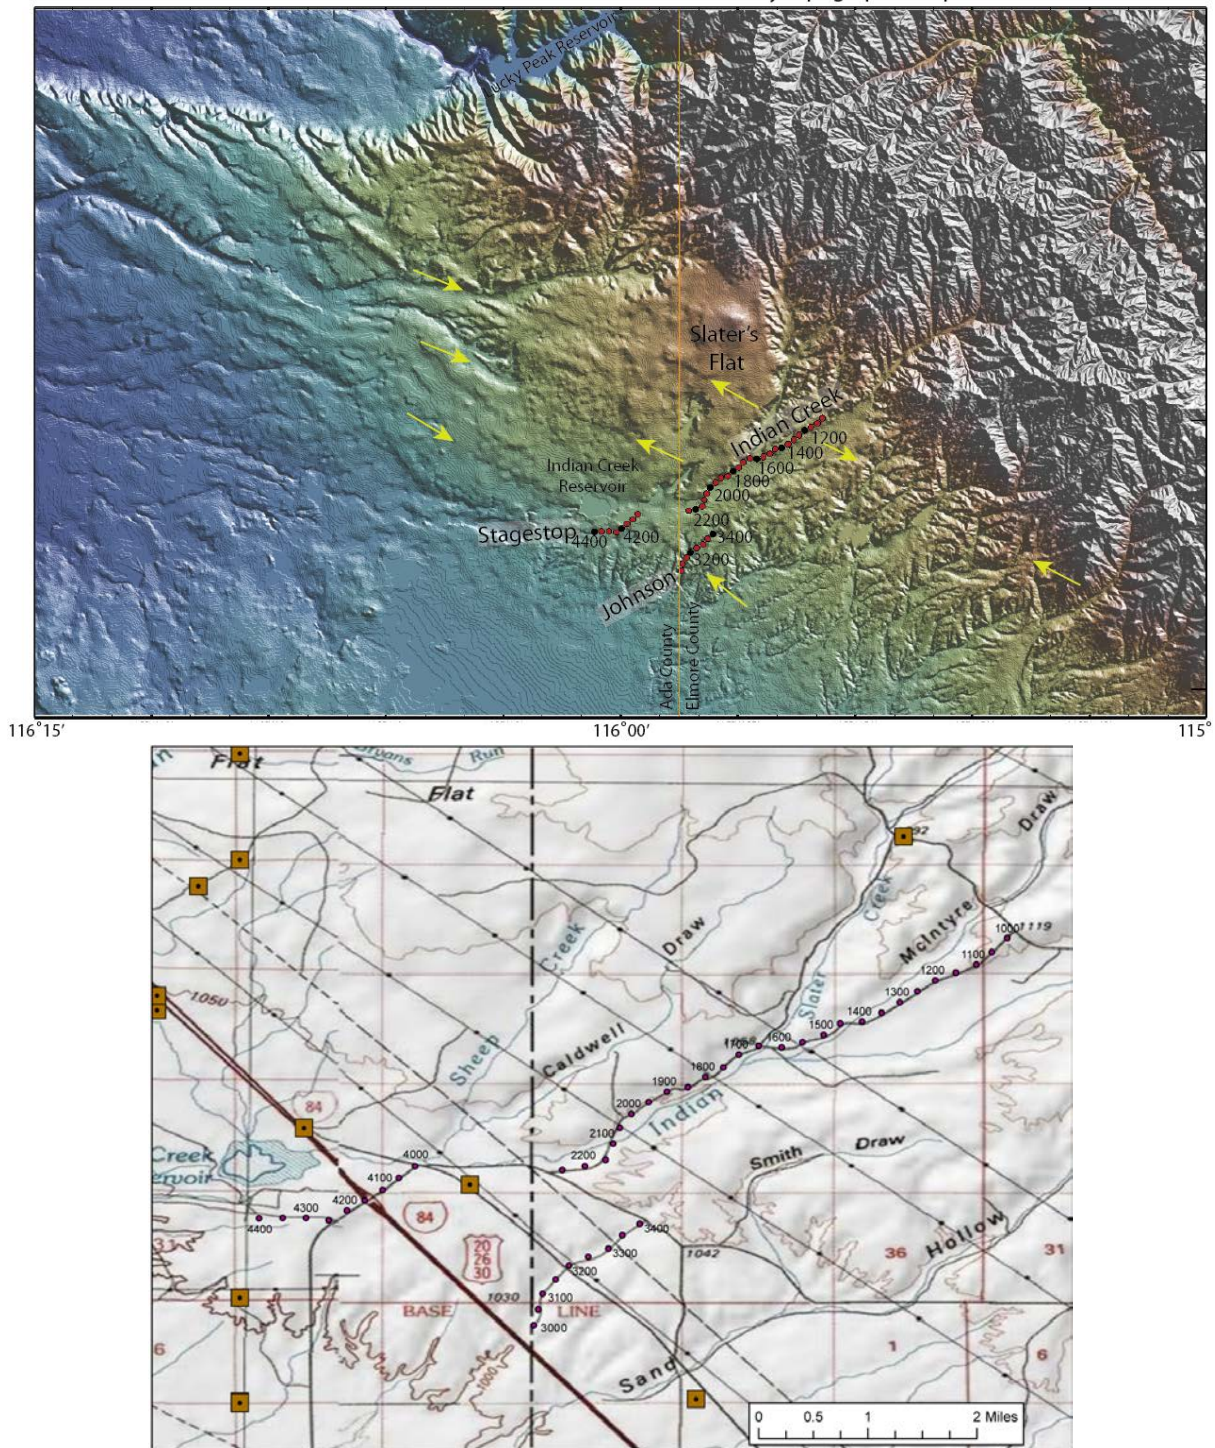 Lucky Peak Reservoir
Slater's
Flat
Indian Creek
1200
1400
1600
1800
2000
2200
Indian Creek
Reservoir
Stagestop
4400
4200
3400
3200
Johnson
Ada County
Elmore County
116°15'
116°00'
115°
Flat
Run
Flat
Draw
Creek
McIntyre
1000
1119
1100
1200
1300
1400
1500
1600
1700
1800
1900
2000
2100
2200
Slater
Draw
Creek
Sheep
Caldwell
Indian
1050
84
Creek
4000
4100
4200
4300
4400
84
20
26
30
Smith
Draw
3400
3300
3200
3100
3000
1042
36
31
Hollow
1030
BASE
LINE
1000
6
1
6
Sand
0
0.5
1
2 Miles